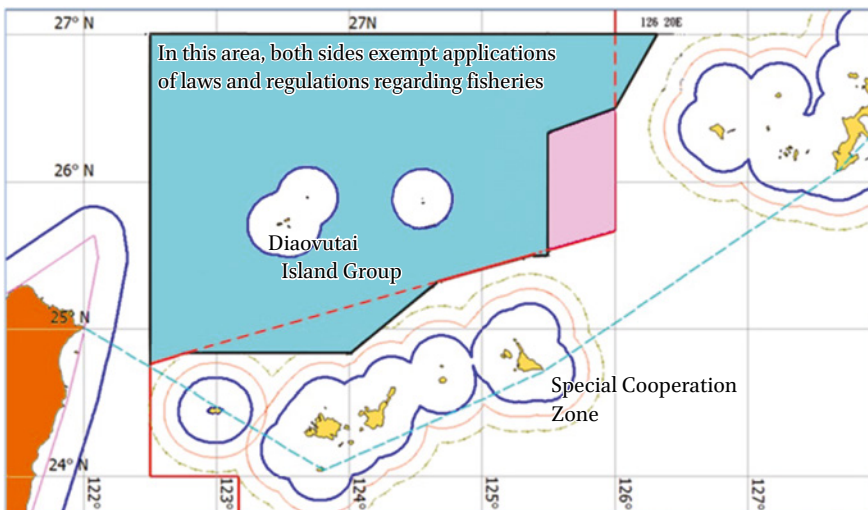 27° N
27N
126 20E
In this area, both sides exempt applications
of laws and regulations regarding fisheries
26° N
Diaovutai
Island Group
25° N
Special Cooperation
Zone
24° N
122°
123°
124°
125°
126°
127°